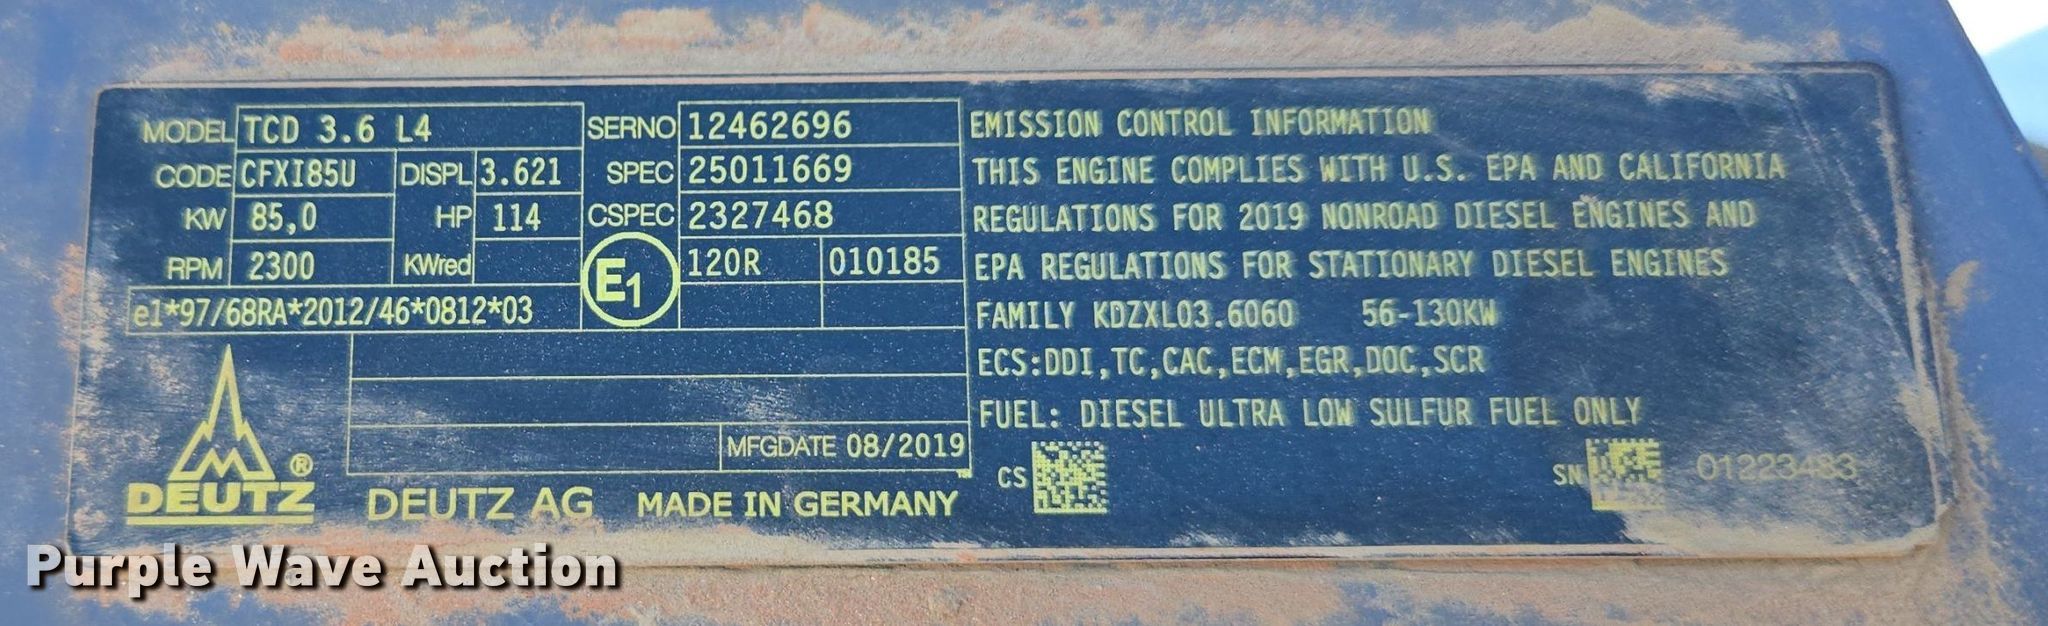 MODEL TCD 3.6 L4
CODE CFXI85U DISPL 3.621
KW 85,0 HP 114
RPM 2300 KWred
e1*97/68RA*2012/46*0812*03
SERNO 12462696
SPEC 25011669
CSPEC 2327468
E1 120R 010185
MFGDATE 08/2019
DEUTZ ®
DEUTZ AG MADE IN GERMANY
EMISSION CONTROL INFORMATION
THIS ENGINE COMPLIES WITH U.S. EPA AND CALIFORNIA
REGULATIONS FOR 2019 NONROAD DIESEL ENGINES AND
EPA REGULATIONS FOR STATIONARY DIESEL ENGINES
FAMILY KDZXL03.6060 56-130KW
ECS:DDI,TC,CAC,ECM,EGR,DOC,SCR
FUEL: DIESEL ULTRA LOW SULFUR FUEL ONLY
CS SN 01223483
Purple Wave Auction